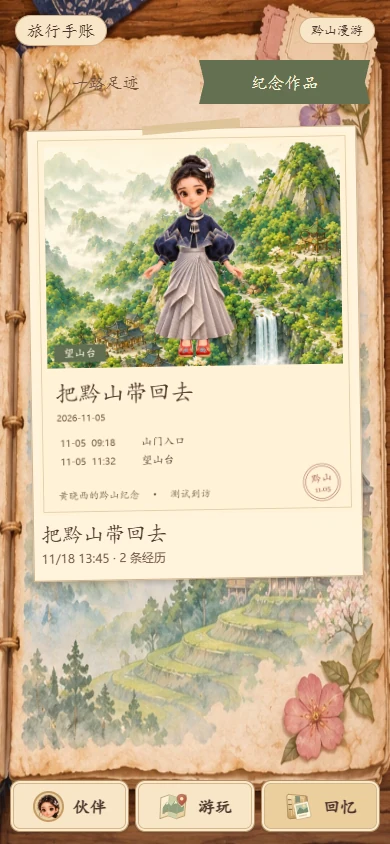 旅行手账
黔山漫游
一路足迹
纪念作品
望山台
把黔山带回去
2026-11-05
11-05 09:18 山门入口
11-05 11:32 望山台
黄晓西的黔山纪念 • 测试到访
黔山
11.05
把黔山带回去
11/18 13:45 · 2 条经历
伙伴
游玩
回忆